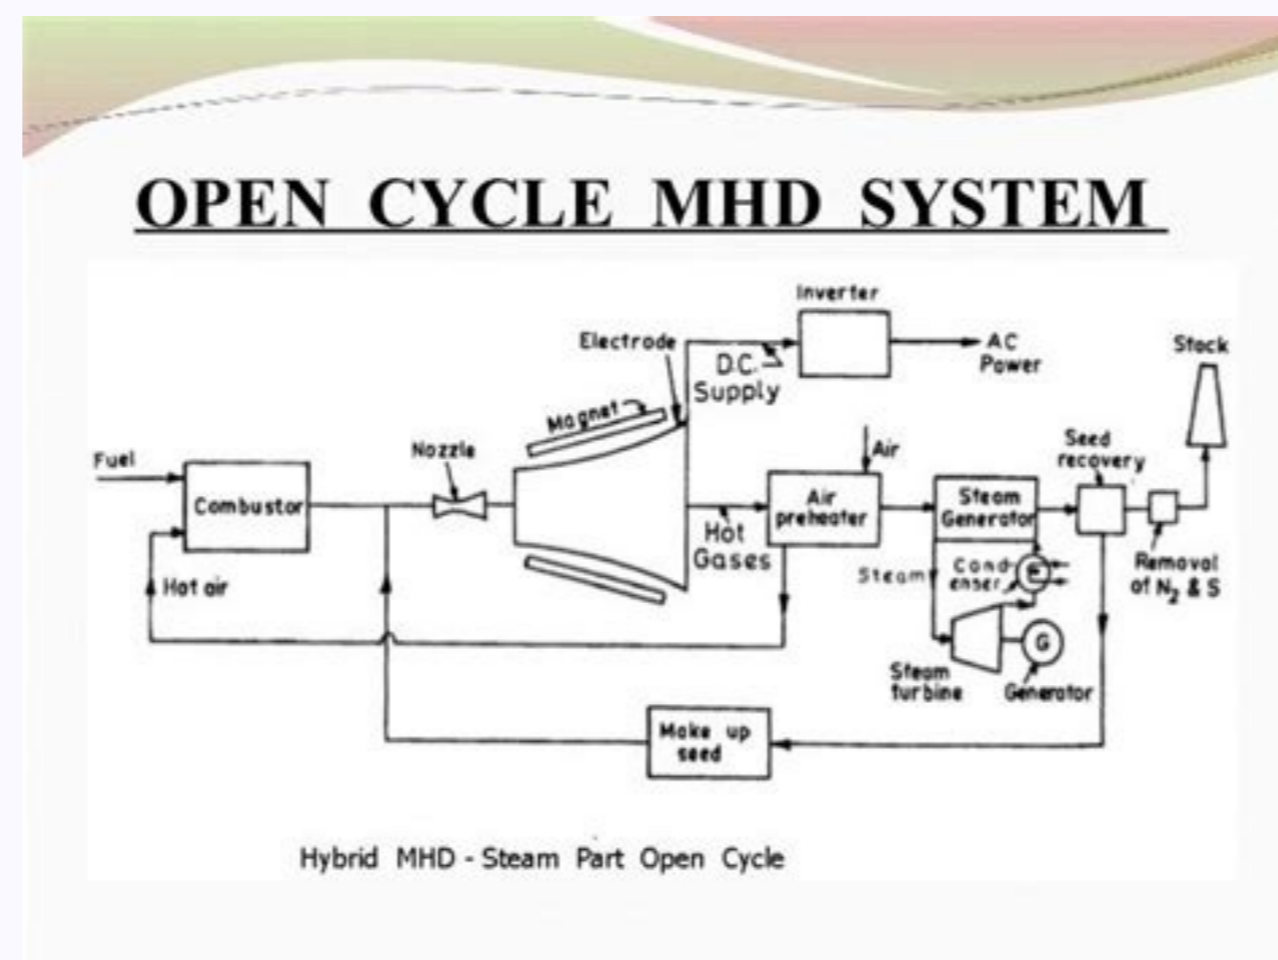 OPEN CYCLE MHD SYSTEM
Inverter
Electrode
AC
Power
Stack
D.C.
Supply
Magnet
Air
Seed
recovery
Fuel
Nozzle
Combustor
Air
preheater
Steam
Generator
Hot
Gases
Removal
of N₂ & S
Steam
Cond
enser
Hot air
G
Steam
turbine
Generator
Make up
seed
Hybrid MHD - Steam Part Open Cycle